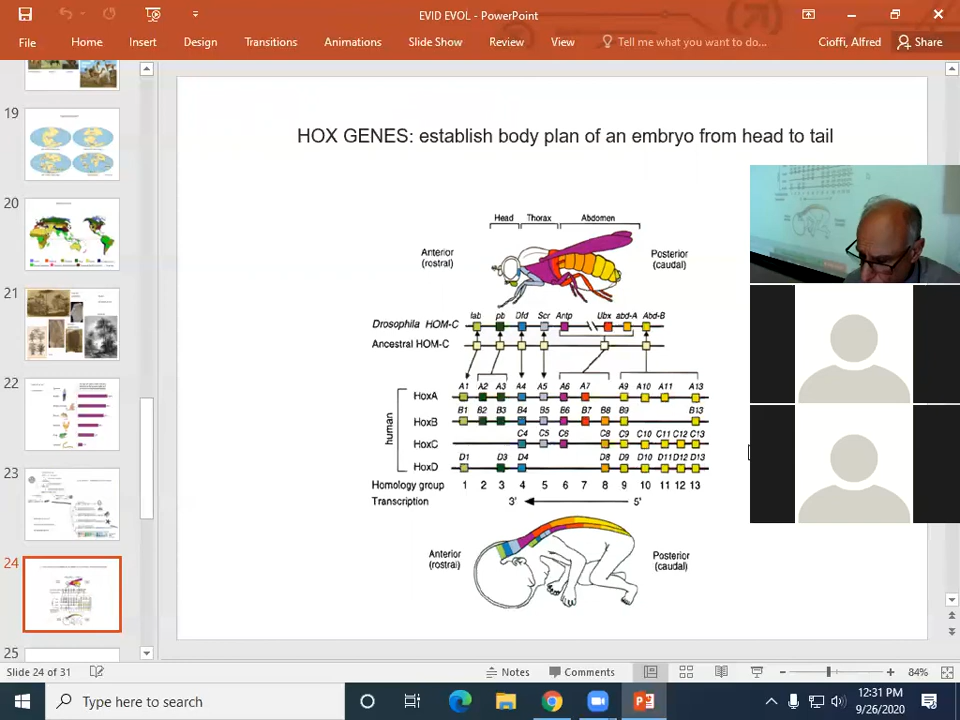 EVID EVOL - PowerPoint
File Home Insert Design Transitions Animations Slide Show Review View Tell me what you want to do... Cioffi, Alfred Share
19
20
21
22
23
24
25
HOX GENES: establish body plan of an embryo from head to tail
Head Thorax Abdomen
Anterior
(rostral)
Posterior
(caudal)
lab pb Dfd Scr Antp Ubx abd-A Abd-B
Drosophila HOM-C
Ancestral HOM-C
human
A1 A2 A3 A4 A5 A6 A7 A9 A10 A11 A13
HoxA
B1 B2 B3 B4 B5 B6 B7 B8 B9 B13
HoxB
C4 C5 C6 C8 C9 C10 C11 C12 C13
HoxC
D1 D3 D4 D8 D9 D10 D11 D12 D13
HoxD
Homology group 1 2 3 4 5 6 7 8 9 10 11 12 13
Transcription 3' 5'
Anterior
(rostral)
Posterior
(caudal)
Slide 24 of 31 Notes Comments 84%
Type here to search 12:31 PM
9/26/2020